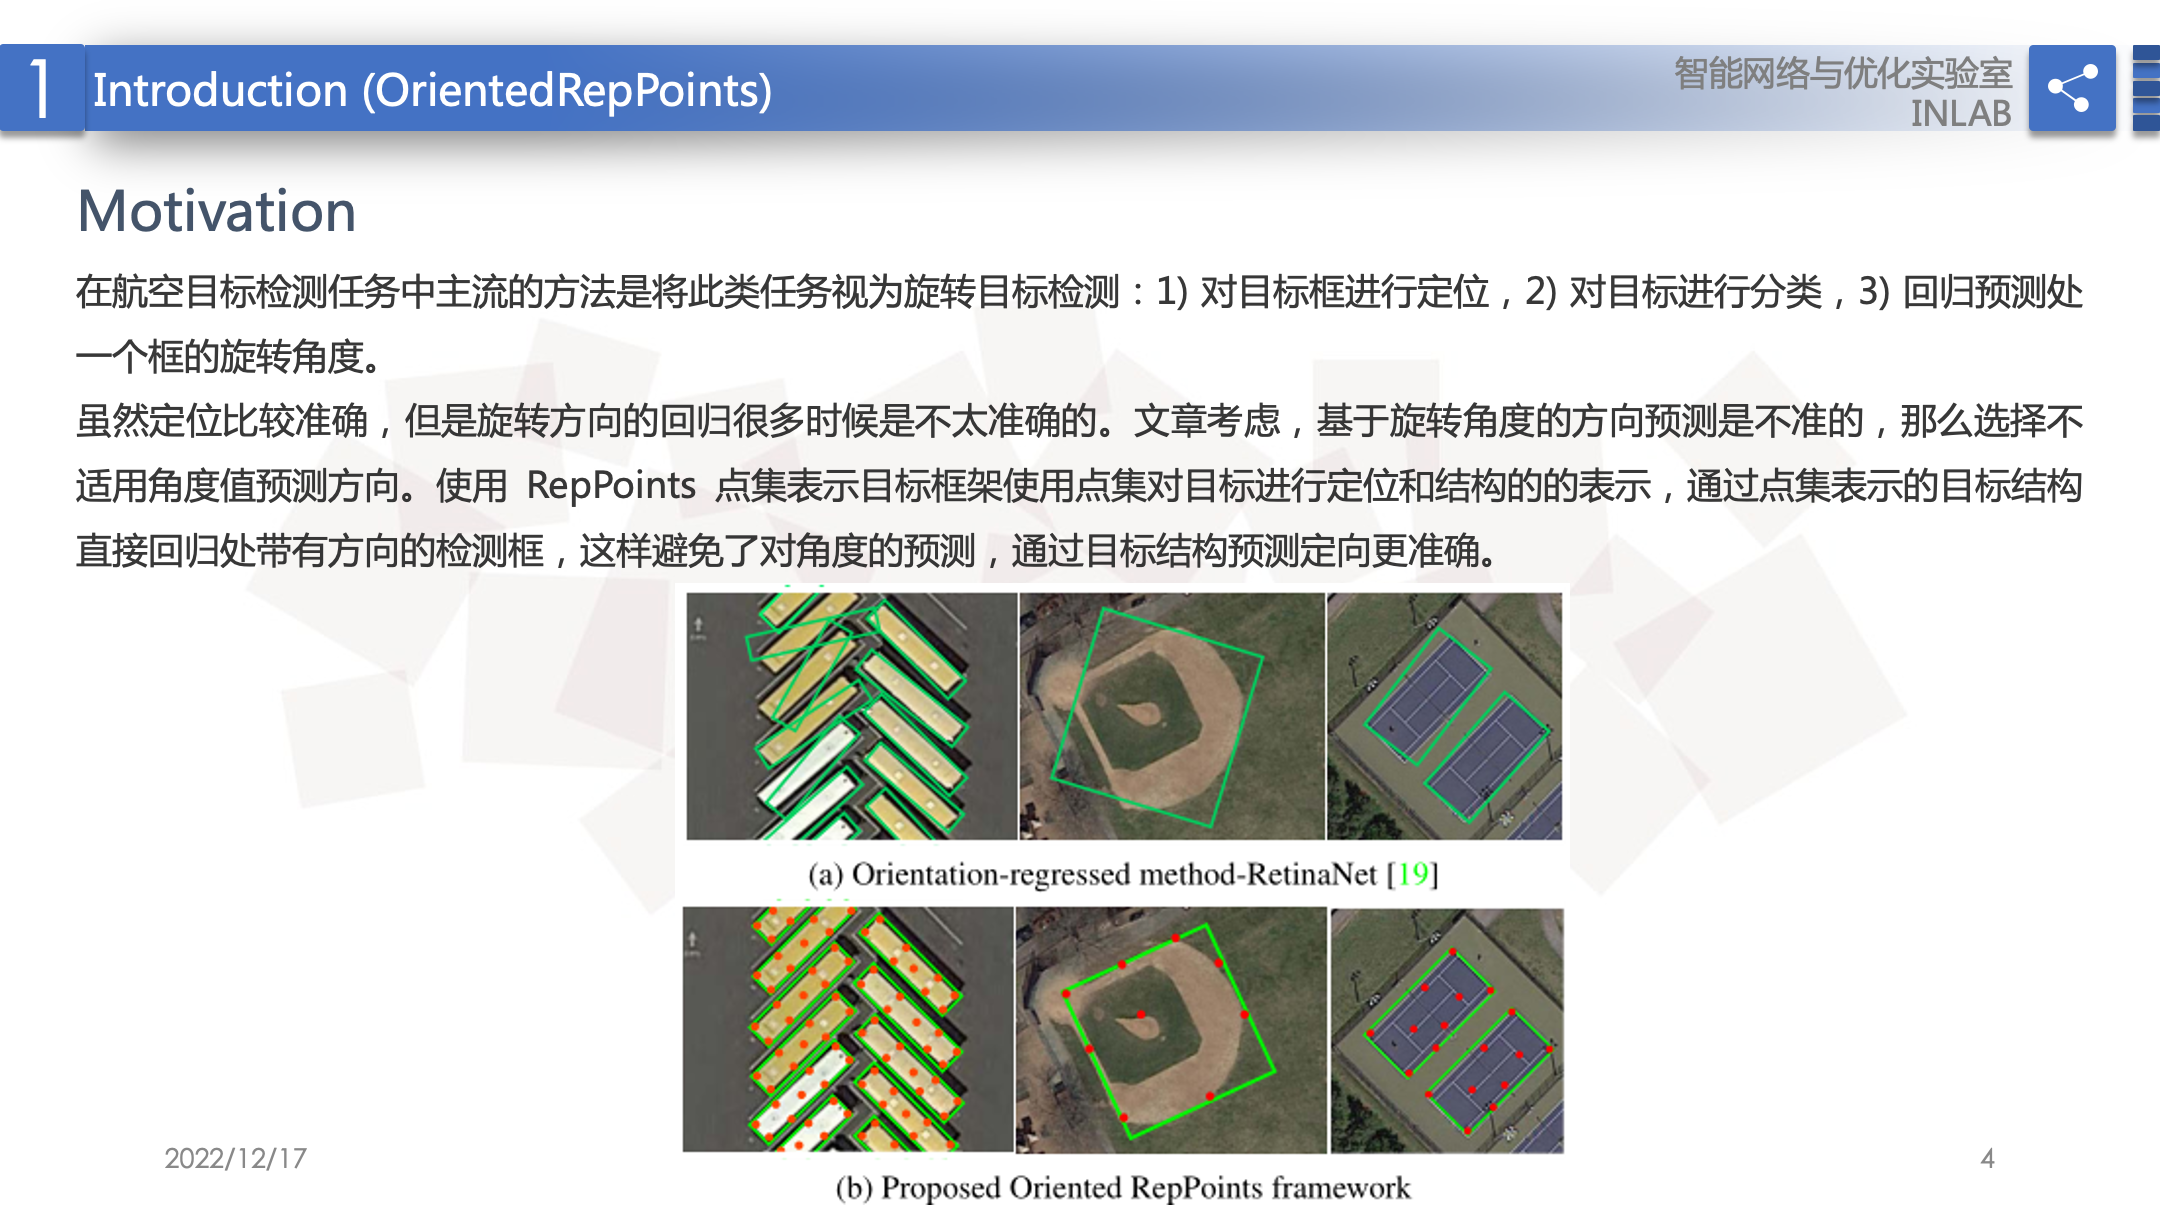 1
Introduction (OrientedRepPoints)
智能网络与优化实验室
INLAB
Motivation
在航空目标检测任务中主流的方法是将此类任务视为旋转目标检测：1) 对目标框进行定位，2) 对目标进行分类，3) 回归预测处
一个框的旋转角度。
虽然定位比较准确，但是旋转方向的回归很多时候是不太准确的。文章考虑，基于旋转角度的方向预测是不准的，那么选择不
适用角度值预测方向。使用 RepPoints 点集表示目标框架使用点集对目标进行定位和结构的的表示，通过点集表示的目标结构
直接回归处带有方向的检测框，这样避免了对角度的预测，通过目标结构预测定向更准确。
(a) Orientation-regressed method-RetinaNet [19]
(b) Proposed Oriented RepPoints framework
2022/12/17
4